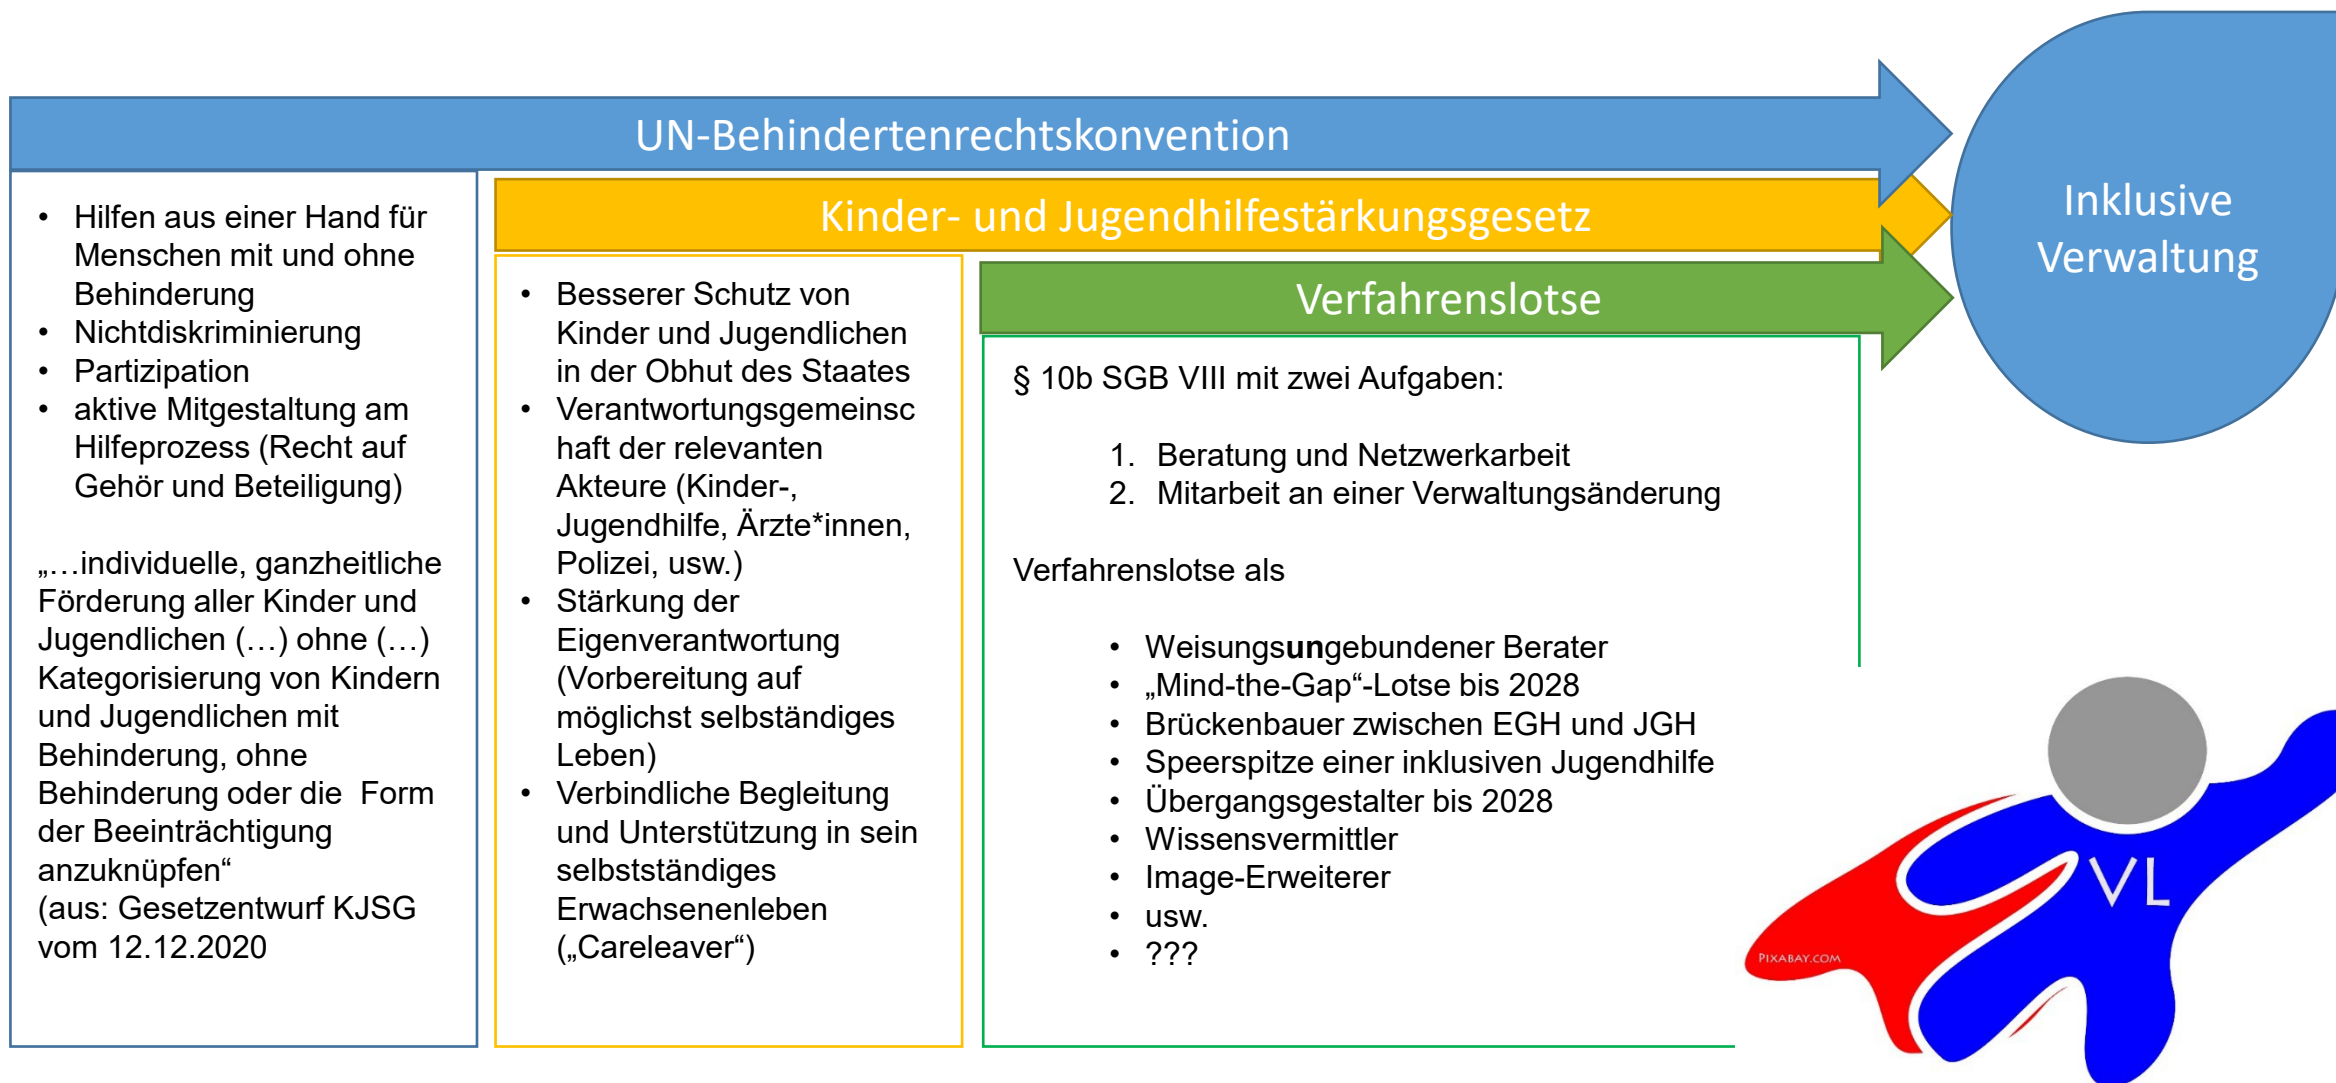 UN-Behindertenrechtskonvention
Kinder- und Jugendhilfestärkungsgesetz
Verfahrenslotse
Inklusive
Verwaltung
• Hilfen aus einer Hand für
Menschen mit und ohne
Behinderung
• Nichtdiskriminierung
• Partizipation
• aktive Mitgestaltung am
Hilfeprozess (Recht auf
Gehör und Beteiligung)
„…individuelle, ganzheitliche
Förderung aller Kinder und
Jugendlichen (…) ohne (…)
Kategorisierung von Kindern
und Jugendlichen mit
Behinderung, ohne
Behinderung oder die Form
der Beeinträchtigung
anzuknüpfen“
(aus: Gesetzentwurf KJSG
vom 12.12.2020
• Besserer Schutz von
Kinder und Jugendlichen
in der Obhut des Staates
• Verantwortungsgemeinsc
haft der relevanten
Akteure (Kinder-,
Jugendhilfe, Ärzte*innen,
Polizei, usw.)
• Stärkung der
Eigenverantwortung
(Vorbereitung auf
möglichst selbständiges
Leben)
• Verbindliche Begleitung
und Unterstützung in sein
selbstständiges
Erwachsenenleben
(„Careleaver“)
§ 10b SGB VIII mit zwei Aufgaben:
1. Beratung und Netzwerkarbeit
2. Mitarbeit an einer Verwaltungsänderung
Verfahrenslotse als
• Weisungsungebundener Berater
• „Mind-the-Gap“-Lotse bis 2028
• Brückenbauer zwischen EGH und JGH
• Speerspitze einer inklusiven Jugendhilfe
• Übergangsgestalter bis 2028
• Wissensvermittler
• Image-Erweiterer
• usw.
• ???
VL
PIXABAY.COM